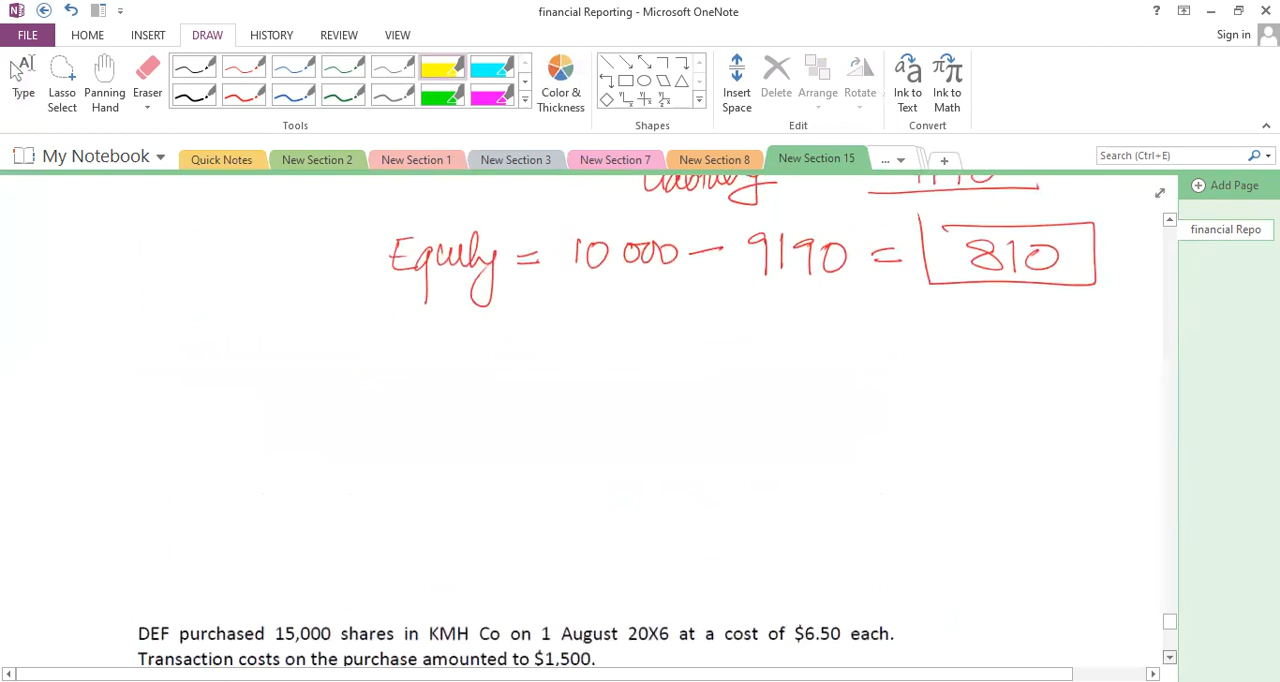 financial Reporting - Microsoft OneNote
?
Sign in
FILE HOME INSERT DRAW HISTORY REVIEW VIEW
Type Lasso Select Panning Hand Eraser
Color & Thickness
Insert Space Delete Arrange Rotate
Ink to Text Ink to Math
Tools Shapes Edit Convert
My Notebook Quick Notes New Section 2 New Section 1 New Section 3 New Section 7 New Section 8 New Section 15 ...
Search (Ctrl+E)
Add Page
financial Repo
Liability
Equity = 10 000 - 9190 = 810
DEF purchased 15,000 shares in KMH Co on 1 August 20X6 at a cost of $6.50 each.
Transaction costs on the purchase amounted to $1,500.